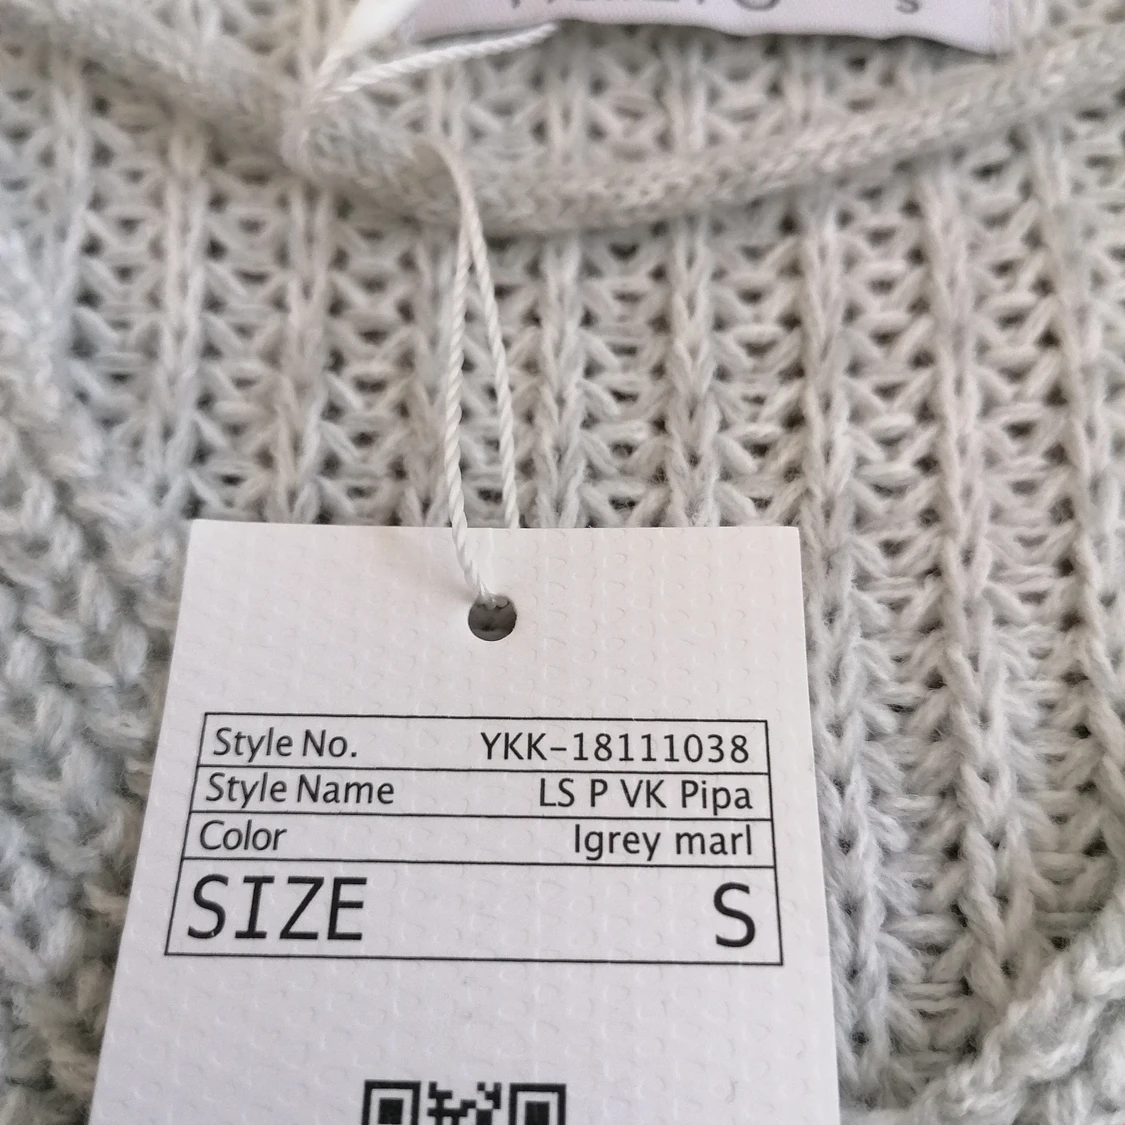 S
Style No. YKK-18111038
Style Name LS P VK Pipa
Color lgrey marl
SIZE S